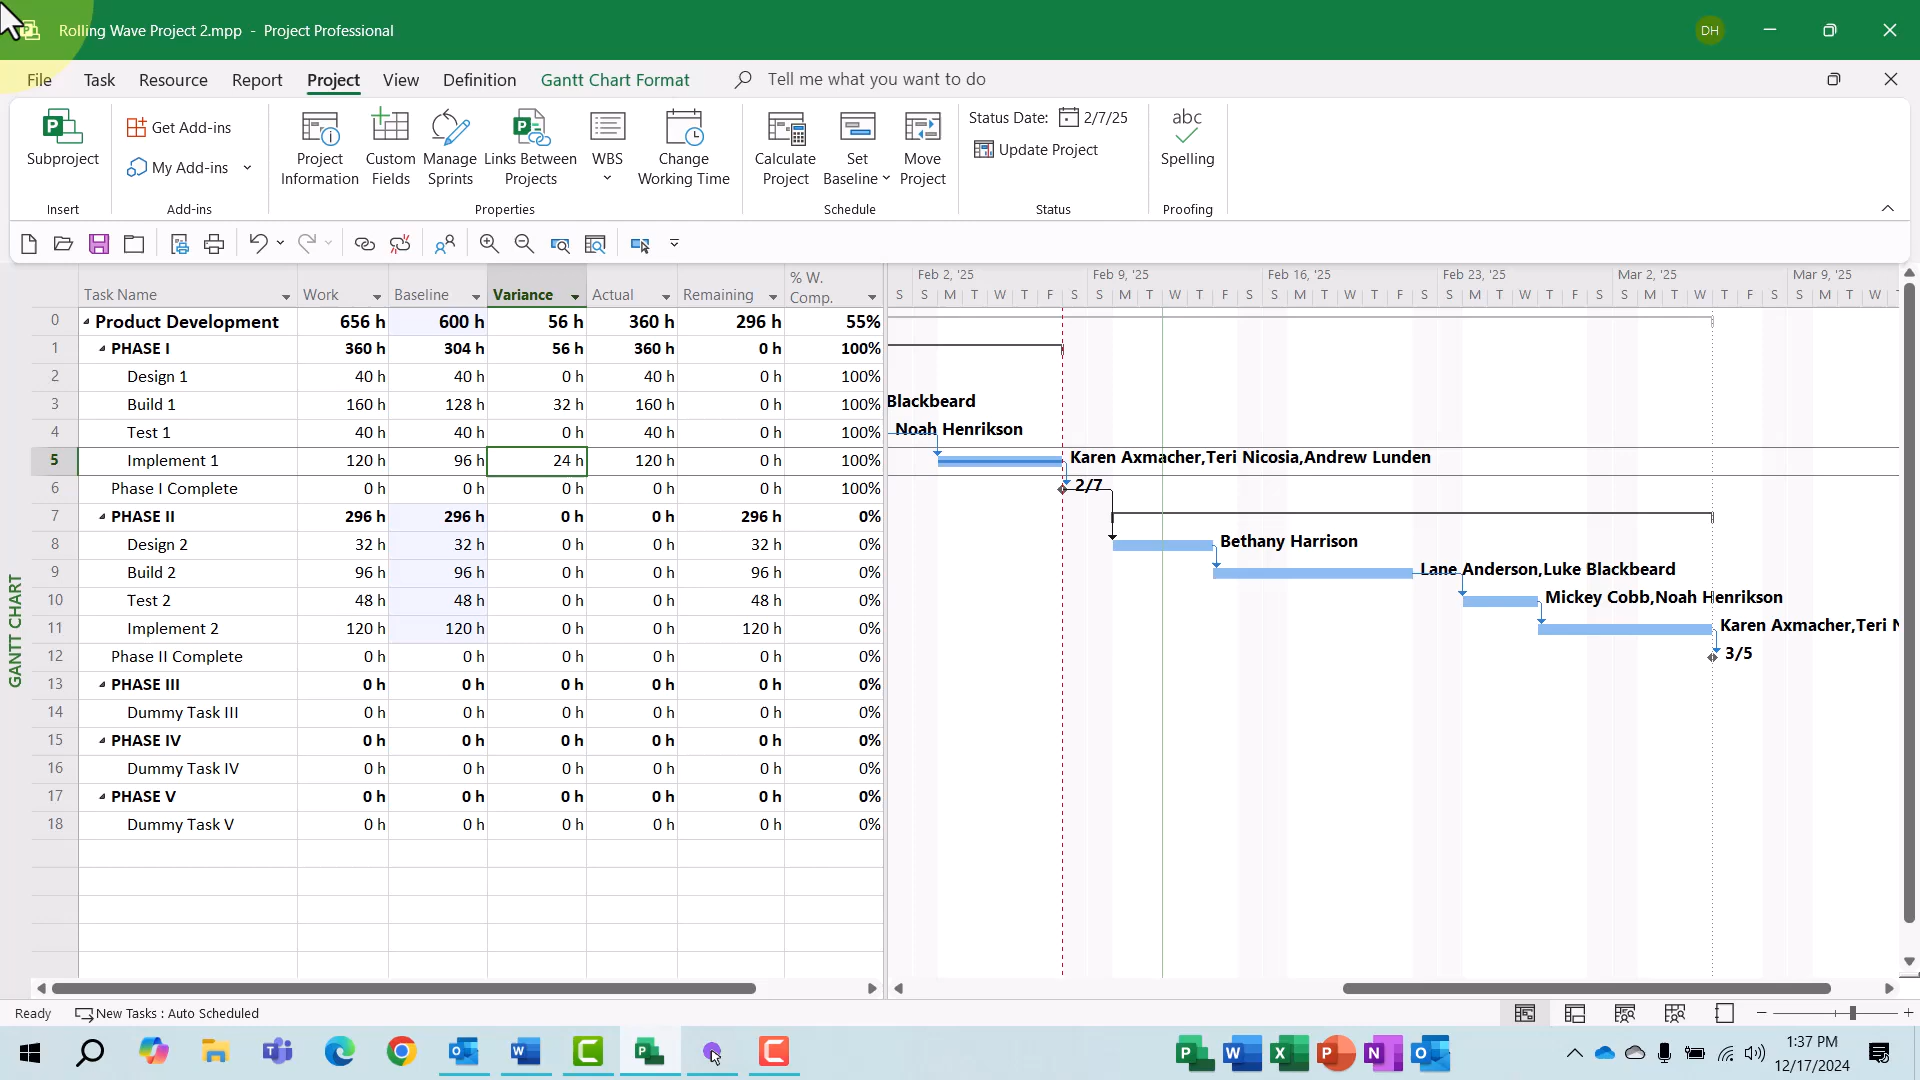 Rolling Wave Project 2.mpp - Project Professional
DH
File Task Resource Report Project View Definition Gantt Chart Format Tell me what you want to do
Subproject
Get Add-ins
My Add-ins
Project Information
Custom Fields
Manage Sprints
Links Between Projects
WBS
Change Working Time
Calculate Project
Set Baseline
Move Project
Status Date: 2/7/25
Update Project
abc
Spelling
Insert Add-ins Properties Schedule Status Proofing
Task Name Work Baseline Variance Actual Remaining % W. Comp.
Feb 2, '25 Feb 9, '25 Feb 16, '25 Feb 23, '25 Mar 2, '25 Mar 9, '25
S S M T W T F S S M T W T F S S M T W T F S S M T W T F S S M T W T F S S M T W
0 Product Development 656 h 600 h 56 h 360 h 296 h 55%
1 PHASE I 360 h 304 h 56 h 360 h 0 h 100%
2 Design 1 40 h 40 h 0 h 40 h 0 h 100%
3 Build 1 160 h 128 h 32 h 160 h 0 h 100% Blackbeard
4 Test 1 40 h 40 h 0 h 40 h 0 h 100% Noah Henrikson
5 Implement 1 120 h 96 h 24 h 120 h 0 h 100% Karen Axmacher,Teri Nicosia,Andrew Lunden
6 Phase I Complete 0 h 0 h 0 h 0 h 0 h 100% 2/7
7 PHASE II 296 h 296 h 0 h 0 h 296 h 0%
8 Design 2 32 h 32 h 0 h 0 h 32 h 0% Bethany Harrison
9 Build 2 96 h 96 h 0 h 0 h 96 h 0% Lane Anderson,Luke Blackbeard
10 Test 2 48 h 48 h 0 h 0 h 48 h 0% Mickey Cobb,Noah Henrikson
11 Implement 2 120 h 120 h 0 h 0 h 120 h 0% Karen Axmacher,Teri N
12 Phase II Complete 0 h 0 h 0 h 0 h 0 h 0% 3/5
13 PHASE III 0 h 0 h 0 h 0 h 0 h 0%
14 Dummy Task III 0 h 0 h 0 h 0 h 0 h 0%
15 PHASE IV 0 h 0 h 0 h 0 h 0 h 0%
16 Dummy Task IV 0 h 0 h 0 h 0 h 0 h 0%
17 PHASE V 0 h 0 h 0 h 0 h 0 h 0%
18 Dummy Task V 0 h 0 h 0 h 0 h 0 h 0%
GANTT CHART
Ready New Tasks : Auto Scheduled
1:37 PM
12/17/2024